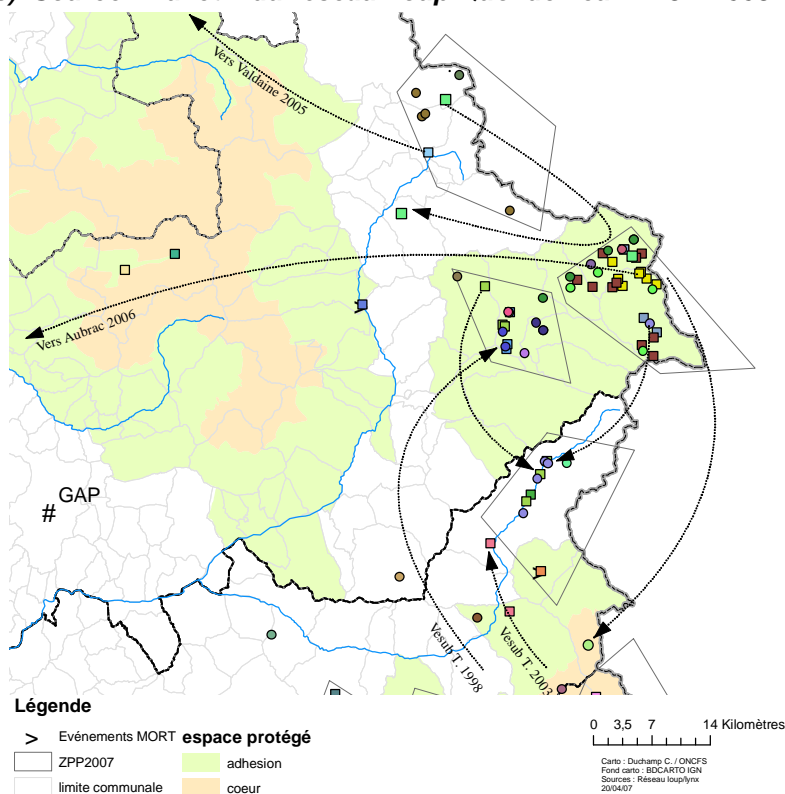 Vers Valdaine 2005
Vers Aubrac 2006
GAP
#
Vesub T. 1998
Vesub T. 2003
Légende
> Evénements MORT
ZPP2007
limite communale
espace protégé
adhesion
coeur
0 3,5 7 14 Kilomètres
Carto : Duchamp C. / ONCFS
Fond carto : BDCARTO IGN
Sources : Réseau loup/lynx
20/04/07